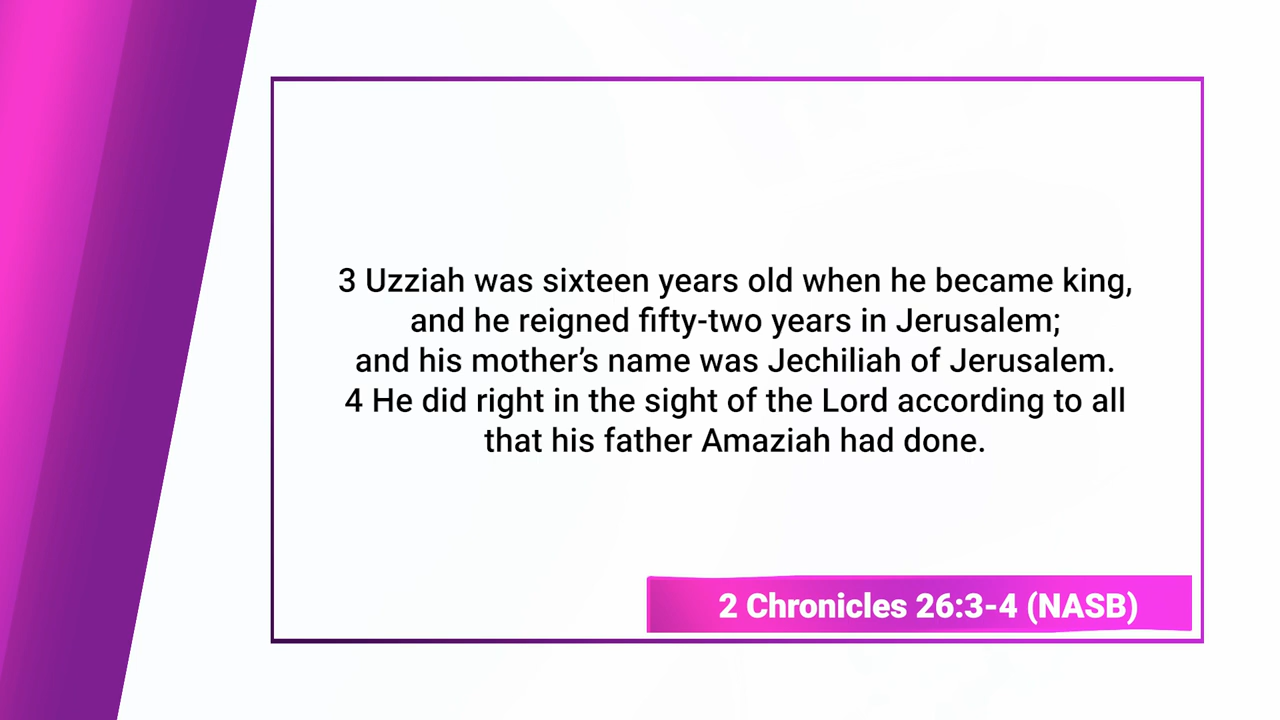 3 Uzziah was sixteen years old when he became king,
and he reigned fifty-two years in Jerusalem;
and his mother’s name was Jechiliah of Jerusalem.
4 He did right in the sight of the Lord according to all
that his father Amaziah had done.
2 Chronicles 26:3-4 (NASB)